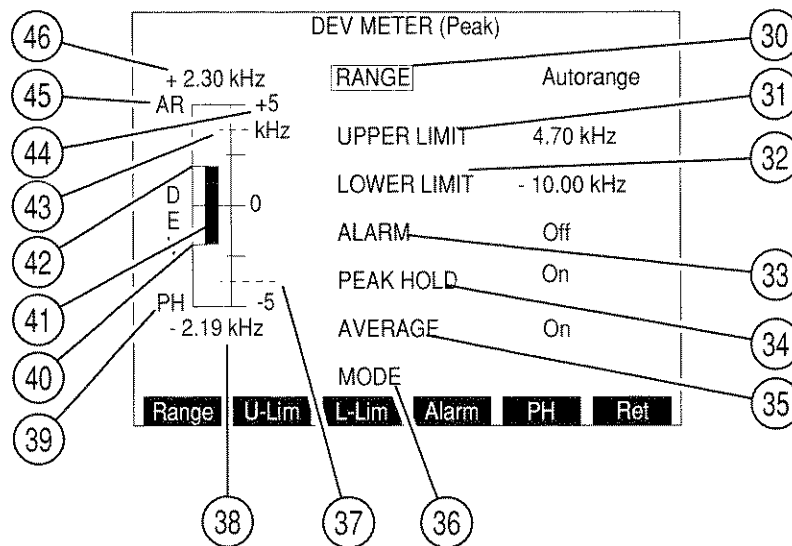 DEV METER (Peak)
46
30
+ 2.30 kHz
RANGE Autorange
45
AR +5
31
kHz
UPPER LIMIT 4.70 kHz
44
32
43
LOWER LIMIT - 10.00 kHz
D 0
E
42
ALARM Off
33
41
PEAK HOLD On
PH -5
34
40
- 2.19 kHz
AVERAGE On
35
39
MODE
Range U-Lim L-Lim Alarm PH Ret
38
37
36